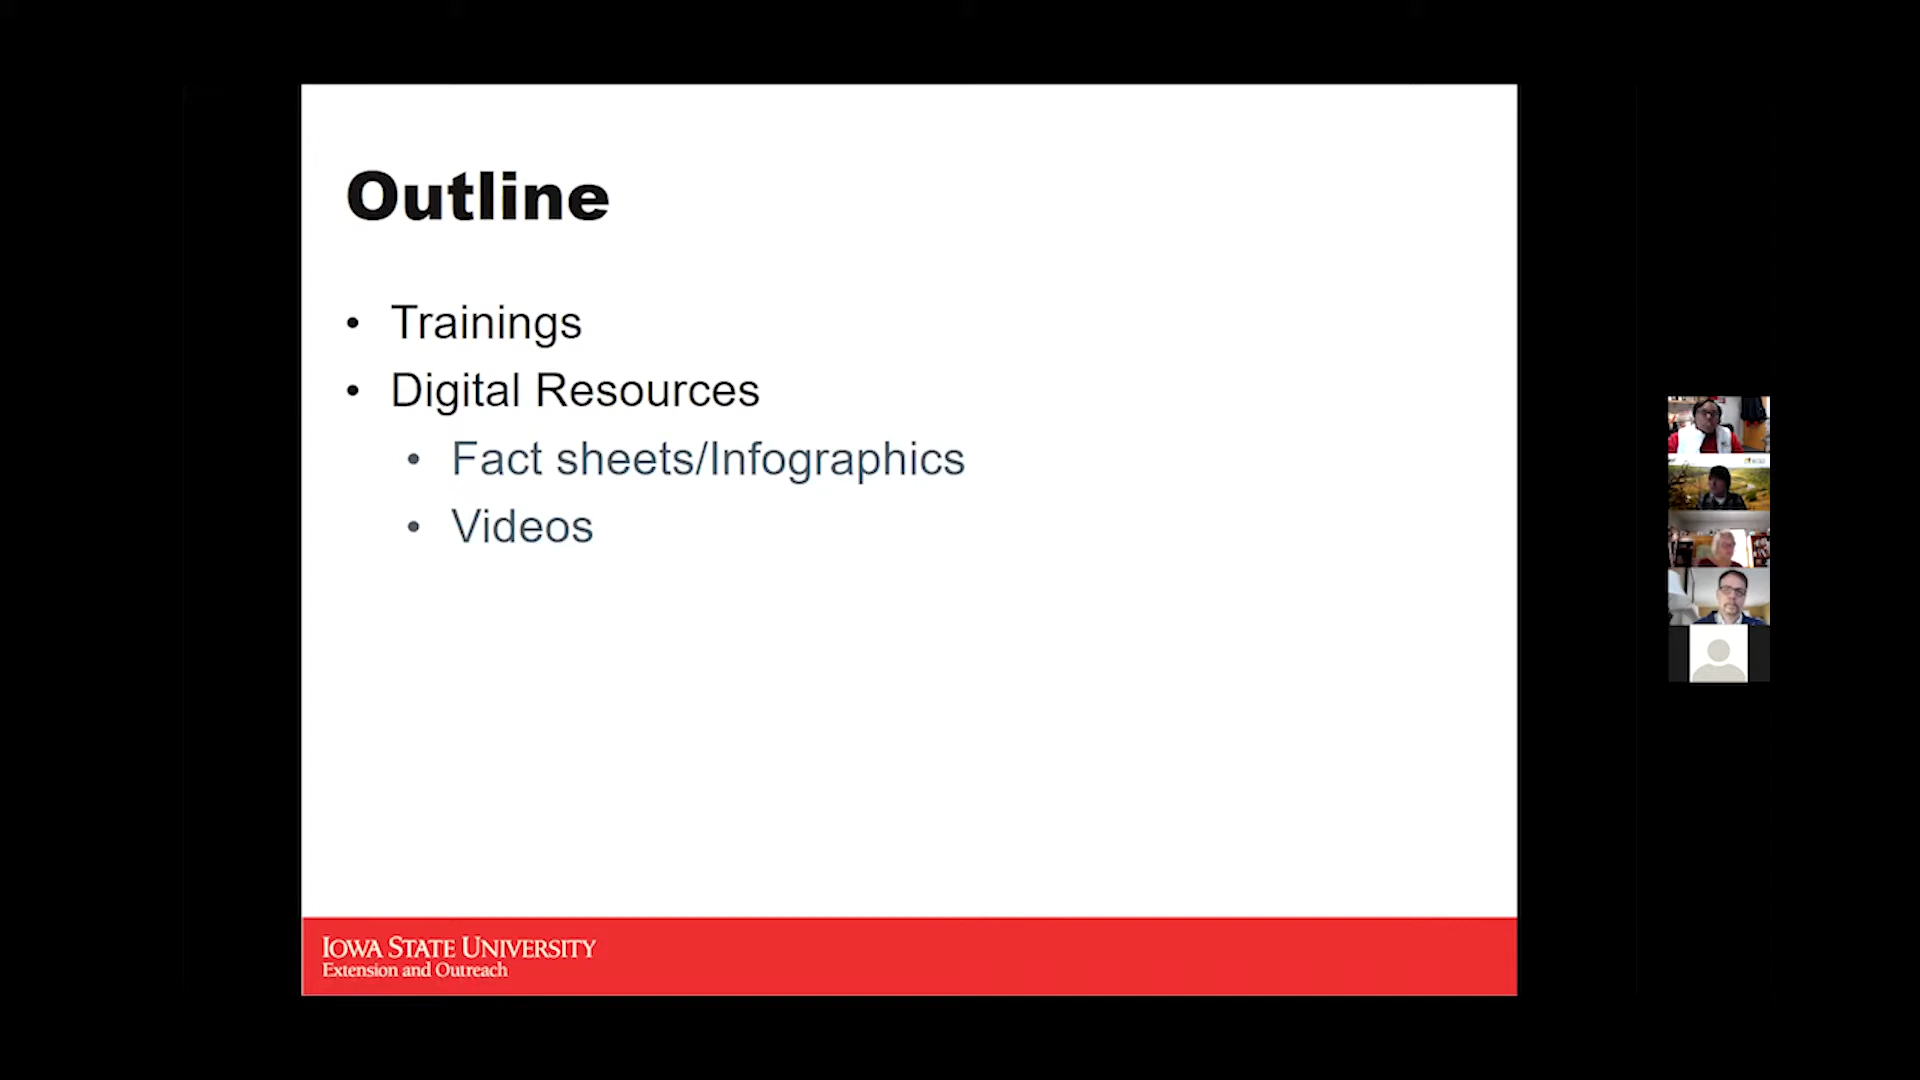 Outline
• Trainings
• Digital Resources
• Fact sheets/Infographics
• Videos
IOWA STATE UNIVERSITY
Extension and Outreach